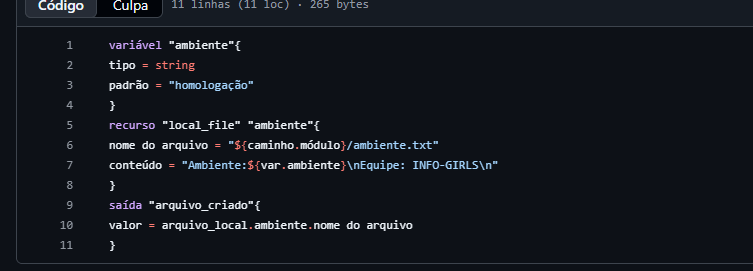 Código Culpa 11 linhas (11 loc) · 265 bytes
1 variável "ambiente"{
2 tipo = string
3 padrão = "homologação"
4 }
5 recurso "local_file" "ambiente"{
6 nome do arquivo = "${caminho.módulo}/ambiente.txt"
7 conteúdo = "Ambiente:${var.ambiente}\nEquipe: INFO-GIRLS\n"
8 }
9 saída "arquivo_criado"{
10 valor = arquivo_local.ambiente.nome do arquivo
11 }